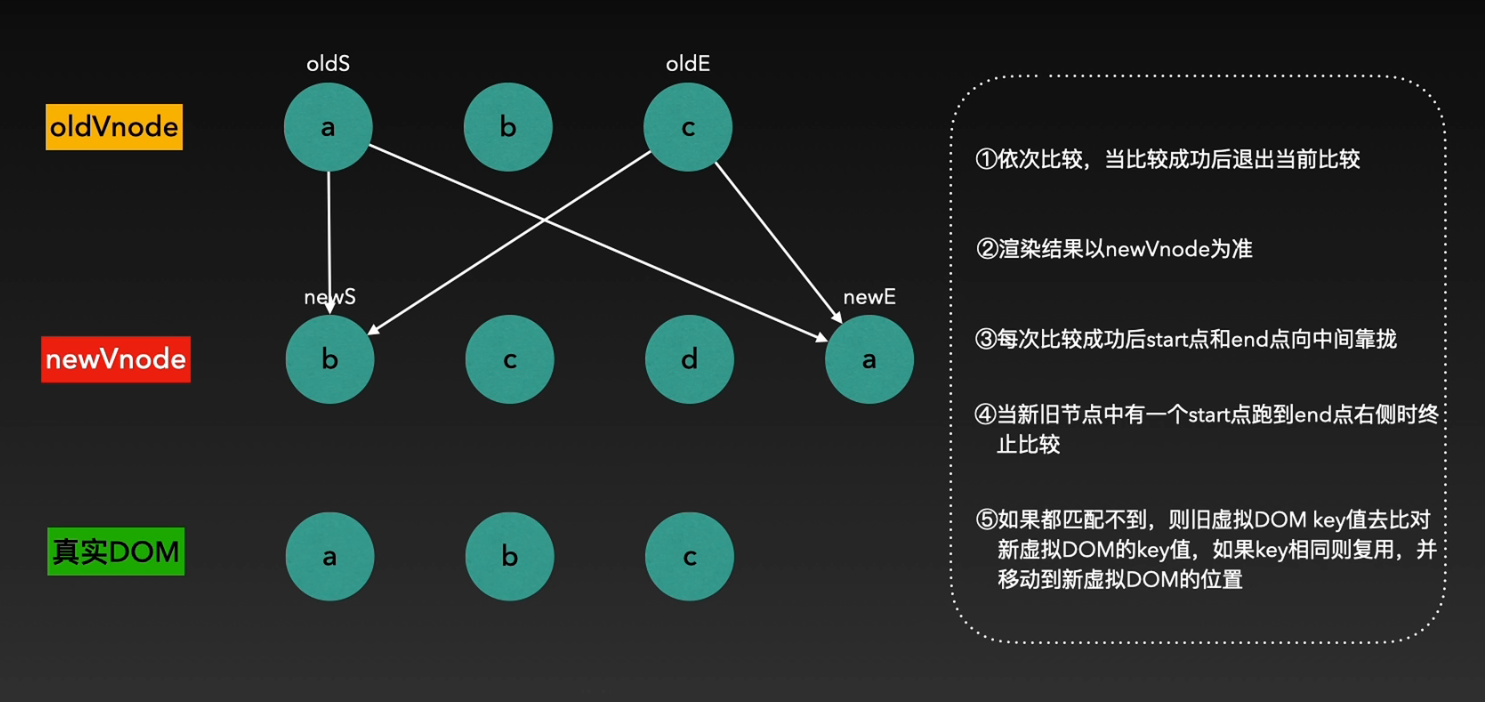 oldS oldE
oldVnode a b c
newS newE
newVnode b c d a
真实DOM a b c
①依次比较，当比较成功后退出当前比较
②渲染结果以newVnode为准
③每次比较成功后start点和end点向中间靠拢
④当新旧节点中有一个start点跑到end点右侧时终
止比较
⑤如果都匹配不到，则旧虚拟DOM key值去比对
新虚拟DOM的key值，如果key相同则复用，并
移动到新虚拟DOM的位置